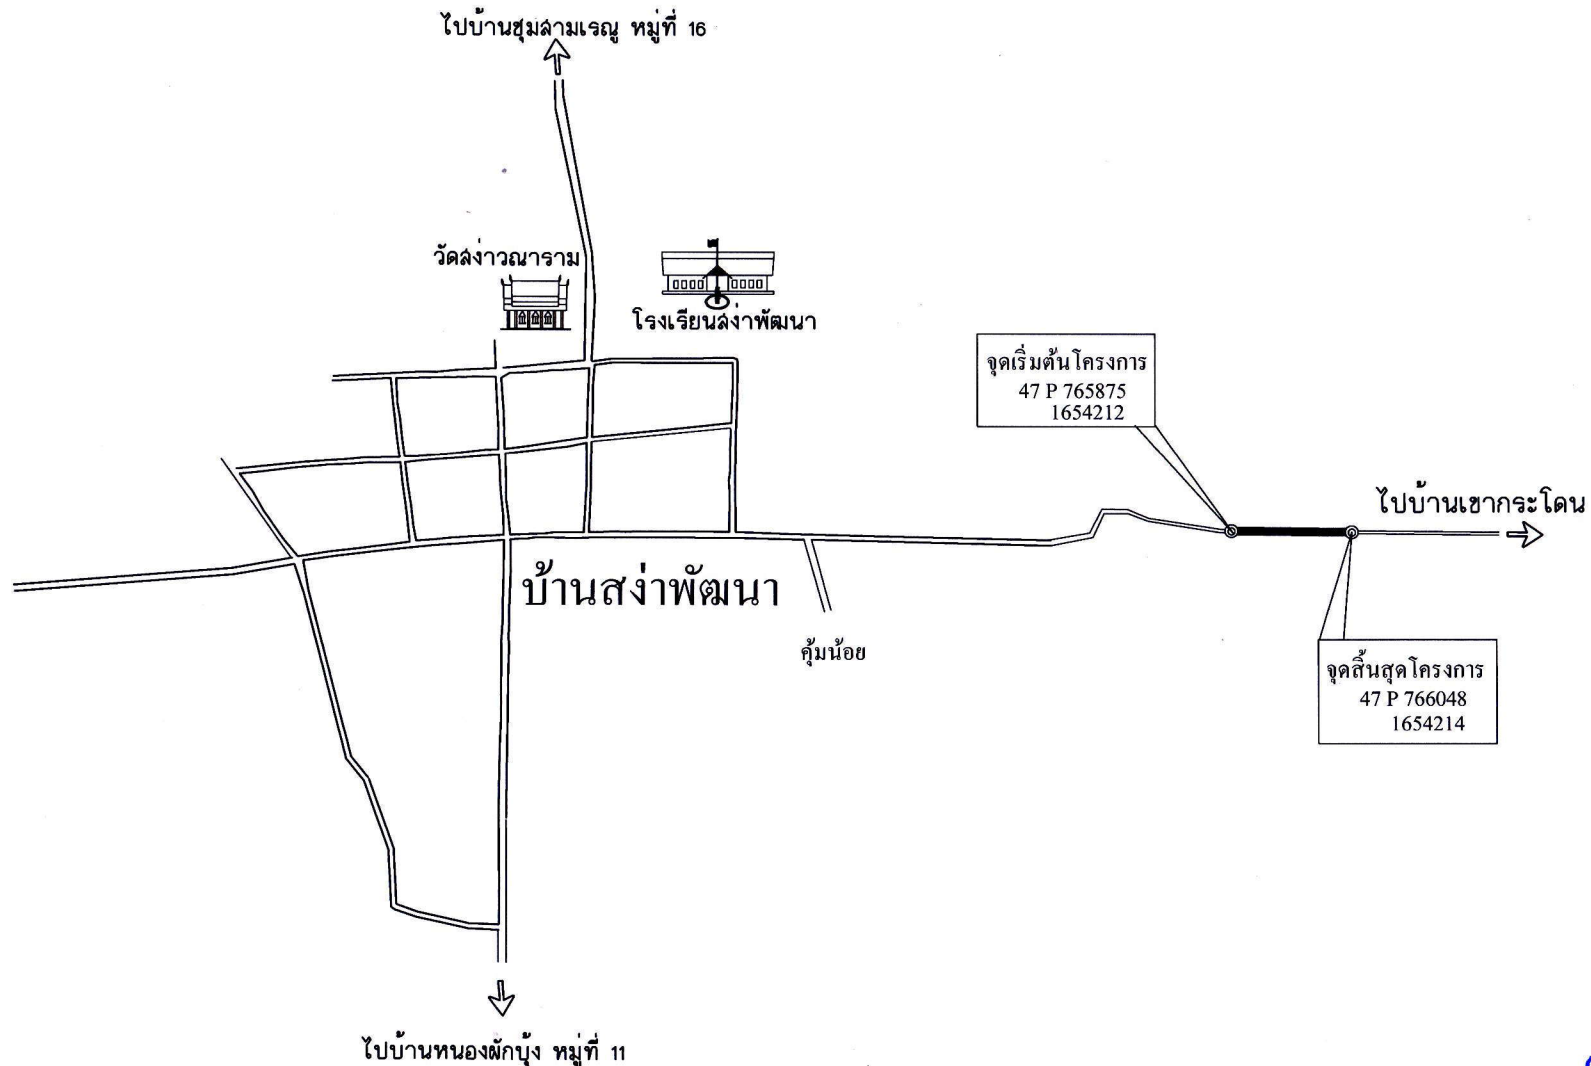 ไปบ้านชุมสามเรณู หมู่ที่ 16
วัดสง่าวณาราม
โรงเรียนสง่าพัฒนา
จุดเริ่มต้นโครงการ
47 P 765875
1654212
ไปบ้านเขากระโดน
บ้านสง่าพัฒนา
คุ้มน้อย
จุดสิ้นสุดโครงการ
47 P 766048
1654214
ไปบ้านหนองผักบุ้ง หมู่ที่ 11